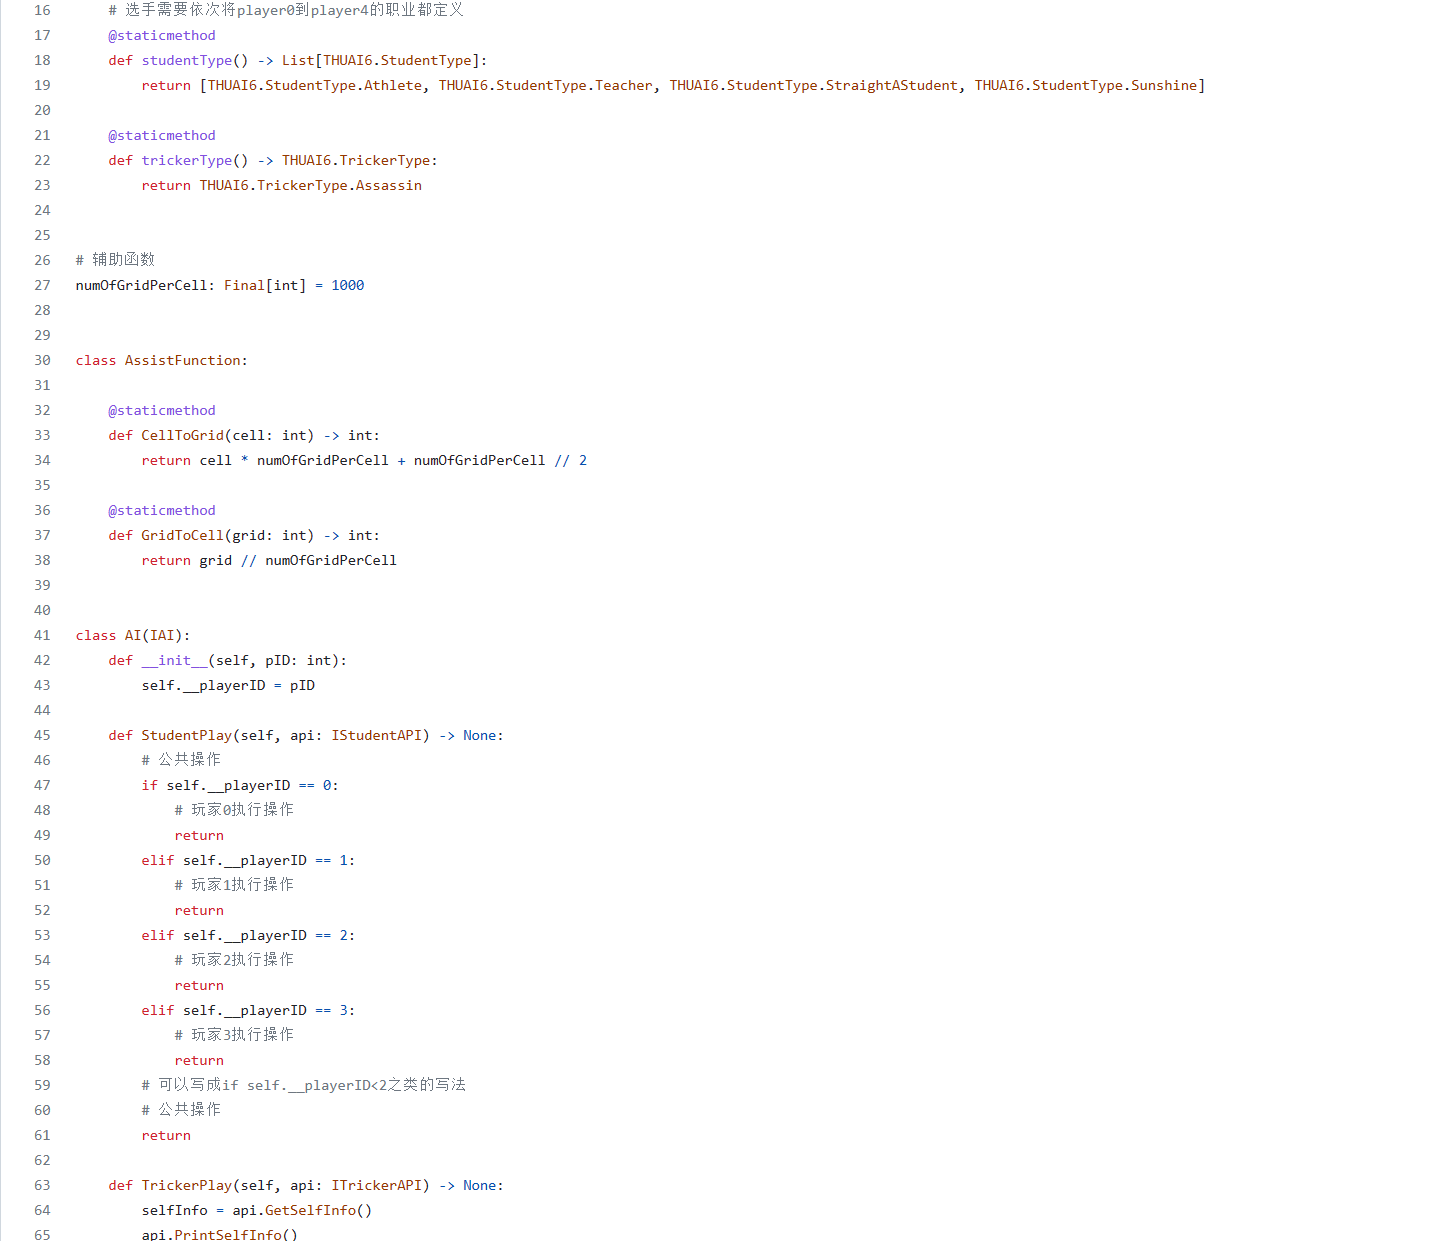 16 # 选手需要依次将player0到player4的职业都定义
17 @staticmethod
18 def studentType() -> List[THUAI6.StudentType]:
19 return [THUAI6.StudentType.Athlete, THUAI6.StudentType.Teacher, THUAI6.StudentType.StraightAStudent, THUAI6.StudentType.Sunshine]
20
21 @staticmethod
22 def trickerType() -> THUAI6.TrickerType:
23 return THUAI6.TrickerType.Assassin
24
25
26 # 辅助函数
27 numOfGridPerCell: Final[int] = 1000
28
29
30 class AssistFunction:
31
32 @staticmethod
33 def CellToGrid(cell: int) -> int:
34 return cell * numOfGridPerCell + numOfGridPerCell // 2
35
36 @staticmethod
37 def GridToCell(grid: int) -> int:
38 return grid // numOfGridPerCell
39
40
41 class AI(IAI):
42 def __init__(self, pID: int):
43 self.__playerID = pID
44
45 def StudentPlay(self, api: IStudentAPI) -> None:
46 # 公共操作
47 if self.__playerID == 0:
48 # 玩家0执行操作
49 return
50 elif self.__playerID == 1:
51 # 玩家1执行操作
52 return
53 elif self.__playerID == 2:
54 # 玩家2执行操作
55 return
56 elif self.__playerID == 3:
57 # 玩家3执行操作
58 return
59 # 可以写成if self.__playerID<2之类的写法
60 # 公共操作
61 return
62
63 def TrickerPlay(self, api: ITrickerAPI) -> None:
64 selfInfo = api.GetSelfInfo()
65 api.PrintSelfInfo()